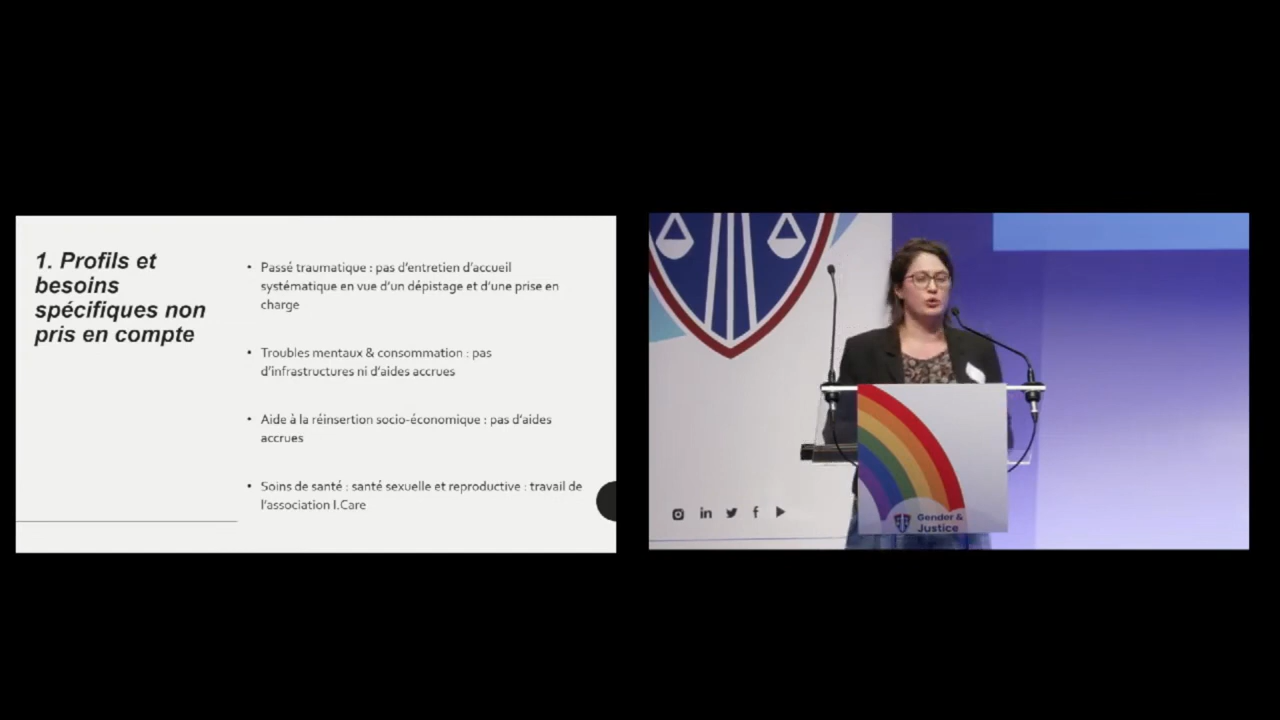 1. Profils et
besoins
spécifiques non
pris en compte
• Passé traumatique : pas d'entretien d'accueil
systématique en vue d'un dépistage et d'une prise en
charge
• Troubles mentaux & consommation : pas
d'infrastructures ni d'aides accrues
• Aide à la réinsertion socio-économique : pas d'aides
accrues
• Soins de santé : santé sexuelle et reproductive : travail de
l'association I.Care
Gender &
Justice